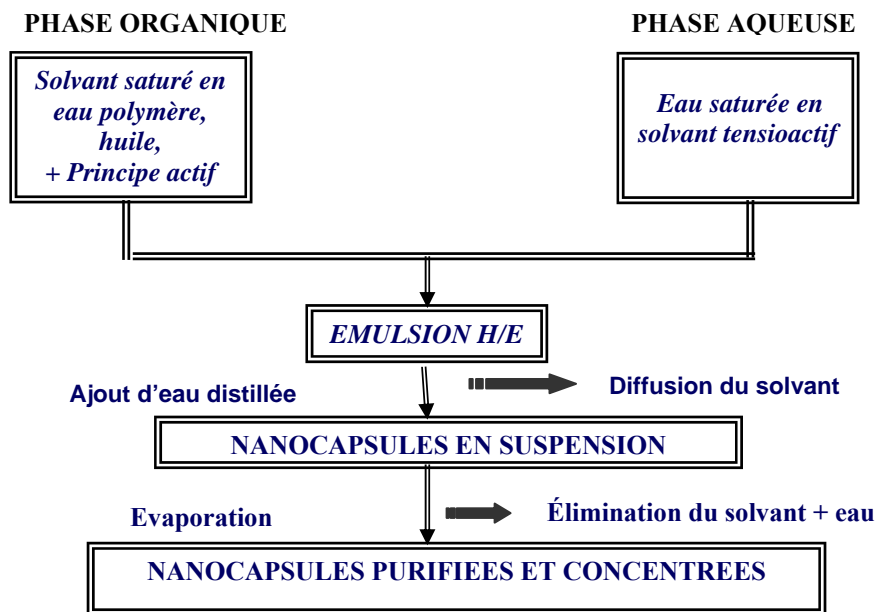 PHASE ORGANIQUE
PHASE AQUEUSE
Solvant saturé en
eau polymère,
huile,
+ Principe actif
Eau saturée en
solvant tensioactif
EMULSION H/E
Ajout d’eau distillée
Diffusion du solvant
NANOCAPSULES EN SUSPENSION
Evaporation
Élimination du solvant + eau
NANOCAPSULES PURIFIEES ET CONCENTREES